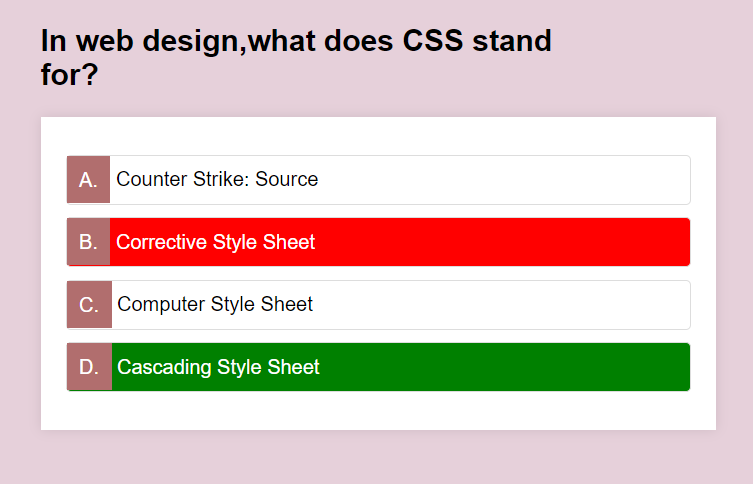 In web design,what does CSS stand
for?
A. Counter Strike: Source
B. Corrective Style Sheet
C. Computer Style Sheet
D. Cascading Style Sheet